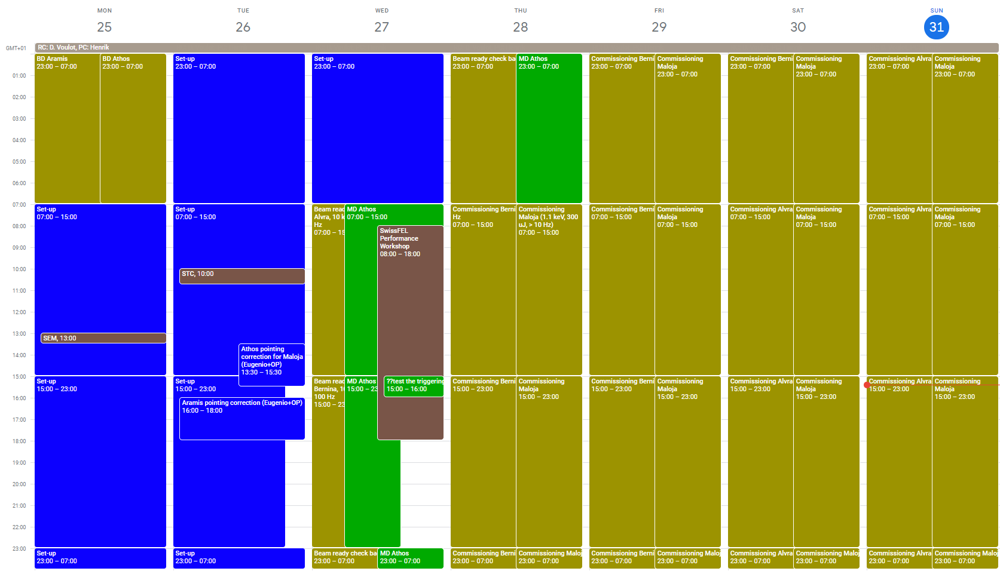 MON
25
TUE
26
WED
27
THU
28
FRI
29
SAT
30
SUN
31
GMT+01
RC: D. Voulot, PC: Henrik
01:00
02:00
03:00
04:00
05:00
06:00
07:00
08:00
09:00
10:00
11:00
12:00
13:00
14:00
15:00
16:00
17:00
18:00
19:00
20:00
21:00
22:00
23:00
BD Aramis
23:00 – 07:00
BD Athos
23:00 – 07:00
Set-up
07:00 – 15:00
SEM, 13:00
Set-up
15:00 – 23:00
Set-up
23:00 – 07:00
Set-up
23:00 – 07:00
Set-up
07:00 – 15:00
STC, 10:00
Athos pointing
correction for Maloja
(Eugenio+OP)
13:30 – 15:30
Set-up
15:00 – 23:00
Aramis pointing correction (Eugenio+OP)
16:00 – 18:00
Set-up
23:00 – 07:00
Set-up
23:00 – 07:00
Beam read
Alvra, 10 k
Hz
07:00 – 15
MD Athos
07:00 – 15:00
SwissFEL
Performance
Workshop
08:00 – 18:00
Beam read
Bernina, 10
100 Hz
15:00 – 23
MD Athos
15:00 – 23
??test the triggering
15:00 – 16:00
Beam ready check ba
23:00 – 07:00
MD Athos
23:00 – 07:00
Beam ready check ba
23:00 – 07:00
MD Athos
23:00 – 07:00
Commissioning Berni
Hz
07:00 – 15:00
Commissioning
Maloja (1.1 keV, 300
uJ, > 10 Hz)
07:00 – 15:00
Commissioning Berni
15:00 – 23:00
Commissioning
Maloja
15:00 – 23:00
Commissioning Berni
23:00 – 07:00
Commissioning Maloj
23:00 – 07:00
Commissioning Berni
23:00 – 07:00
Commissioning
Maloja
23:00 – 07:00
Commissioning Berni
07:00 – 15:00
Commissioning
Maloja
07:00 – 15:00
Commissioning Berni
15:00 – 23:00
Commissioning
Maloja
15:00 – 23:00
Commissioning Berni
23:00 – 07:00
Commissioning Maloj
23:00 – 07:00
Commissioning Berni
23:00 – 07:00
Commissioning
Maloja
23:00 – 07:00
Commissioning Alvra
07:00 – 15:00
Commissioning
Maloja
07:00 – 15:00
Commissioning Alvra
15:00 – 23:00
Commissioning
Maloja
15:00 – 23:00
Commissioning Alvra
23:00 – 07:00
Commissioning Maloj
23:00 – 07:00
Commissioning Alvra
23:00 – 07:00
Commissioning
Maloja
23:00 – 07:00
Commissioning Alvra
07:00 – 15:00
Commissioning
Maloja
07:00 – 15:00
Commissioning Alvra
15:00 – 23:00
Commissioning
Maloja
15:00 – 23:00
Commissioning Alvra
23:00 – 07:00
Commissioning Maloj
23:00 – 07:00